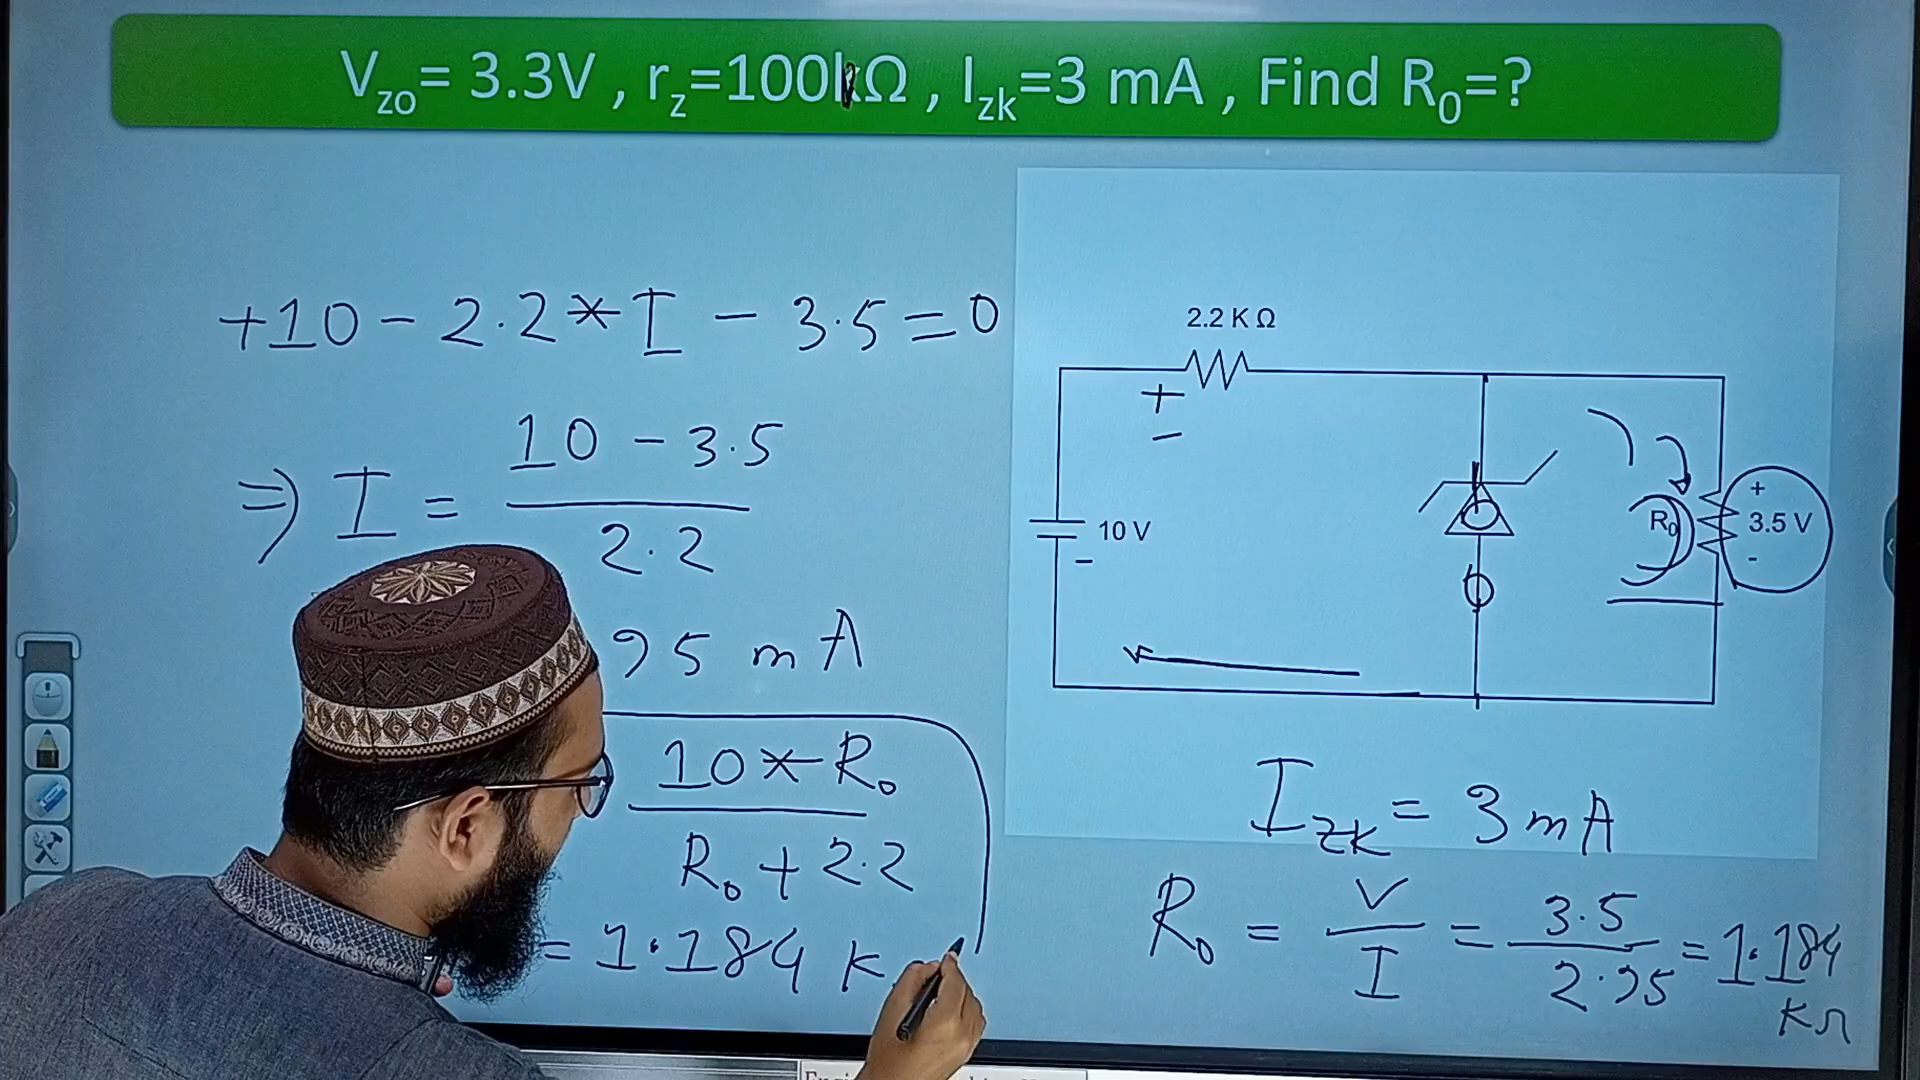 Vzo= 3.3V , rz=100kΩ , Izk=3 mA , Find R0=?
+10 - 2.2*I - 3.5 = 0
⇒ I = 10 - 3.5
2.2
95 mA
10*R0
R0 + 2.2
= 1.184 K
2.2 K Ω
+
-
10 V
-
R0
+
3.5 V
-
IZK = 3mA
R0 = V/I = 3.5/2.95 = 1.184
KΩ